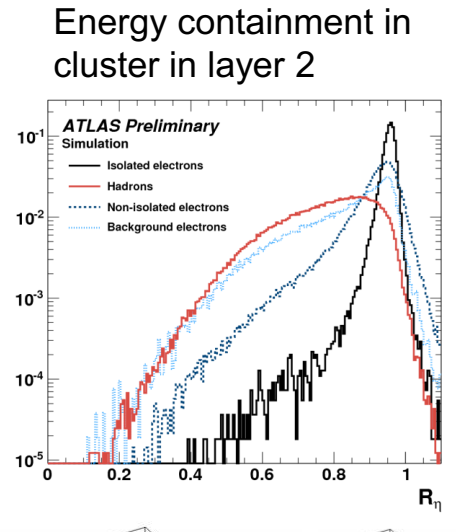 Energy containment in
cluster in layer 2
ATLAS Preliminary
Simulation
Isolated electrons
Hadrons
Non-isolated electrons
Background electrons
10⁻¹
10⁻²
10⁻³
10⁻⁴
10⁻⁵
0 0.2 0.4 0.6 0.8 1
R_η